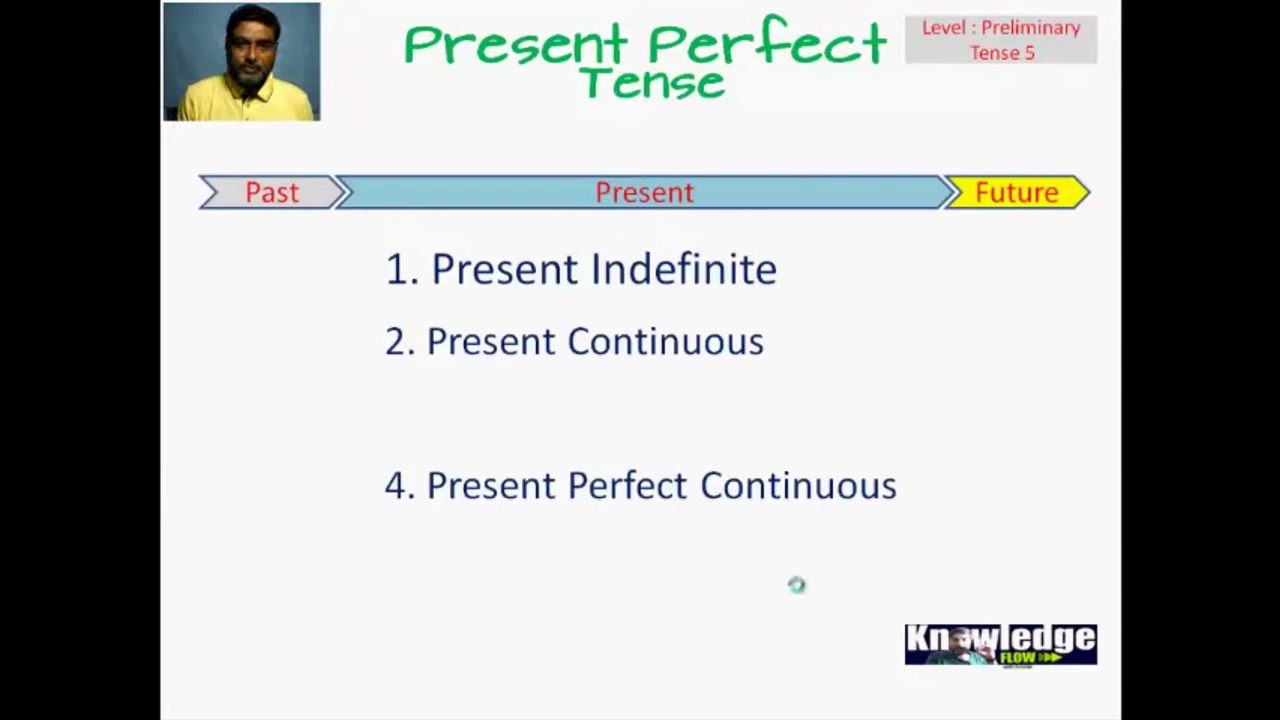 Present Perfect
Tense
Level : Preliminary
Tense 5
Past
Present
Future
1. Present Indefinite
2. Present Continuous
4. Present Perfect Continuous
Knowledge
FLOW